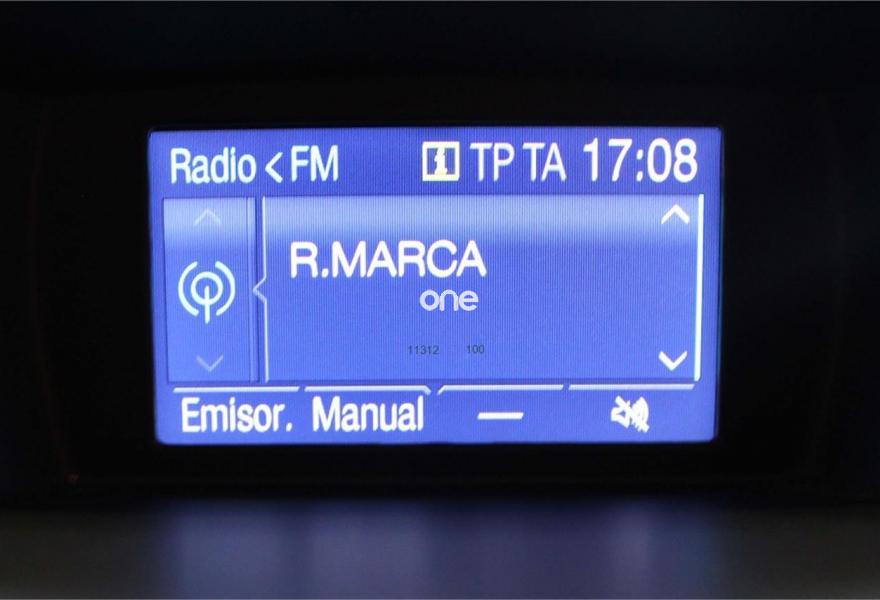 Radio < FM i TP TA 17:08
R.MARCA
one
11312 100
Emisor. Manual —